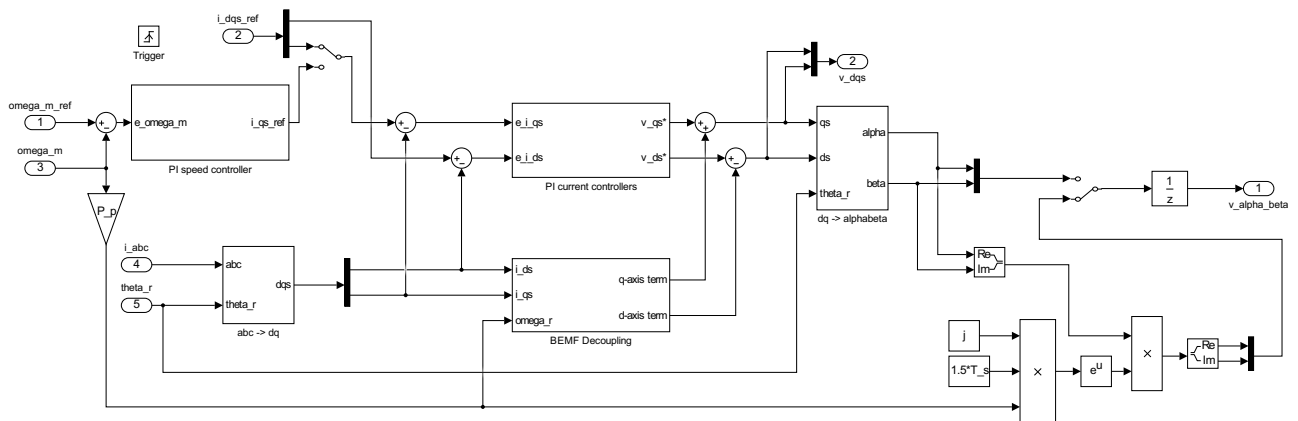 i_dqs_ref
2
Trigger
2
v_dqs
omega_m_ref
1
+
−
e_omega_m
i_qs_ref
PI speed controller
omega_m
3
P_p
+
−
+
−
e_i_qs
e_i_ds
v_qs*
v_ds*
PI current controllers
+
+
+
−
qs
ds
theta_r
alpha
beta
dq -> alphabeta
1
z
1
v_alpha_beta
i_abc
4
theta_r
5
abc
theta_r
dqs
abc -> dq
i_ds
i_qs
omega_r
q-axis term
d-axis term
BEMF Decoupling
Re
Im
j
1.5*T_s
×
e^u
×
Re
Im